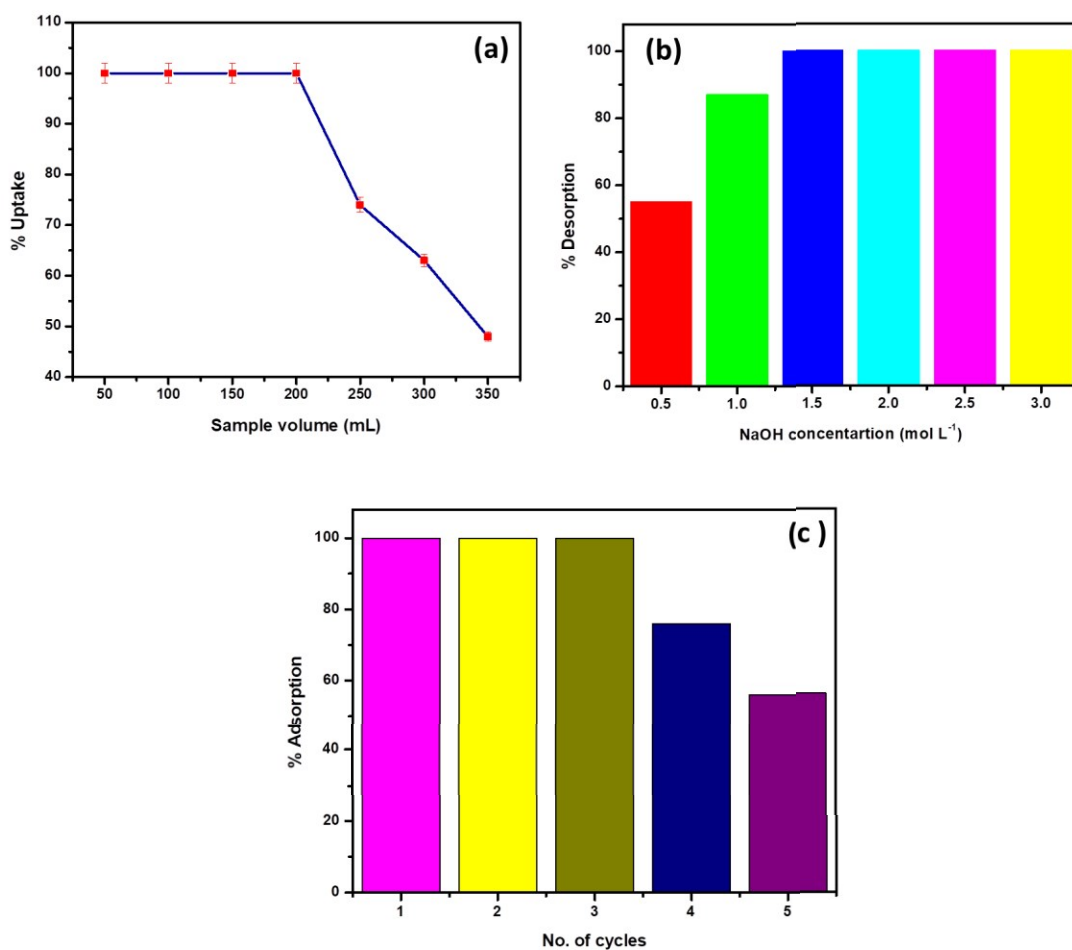 (a)
% Uptake
110
100
90
80
70
60
50
40
50 100 150 200 250 300 350
Sample volume (mL)
(b)
% Desorption
100
80
60
40
20
0
0.5 1.0 1.5 2.0 2.5 3.0
NaOH concentartion (mol L⁻¹)
(c )
% Adsorption
100
80
60
40
20
0
1 2 3 4 5
No. of cycles